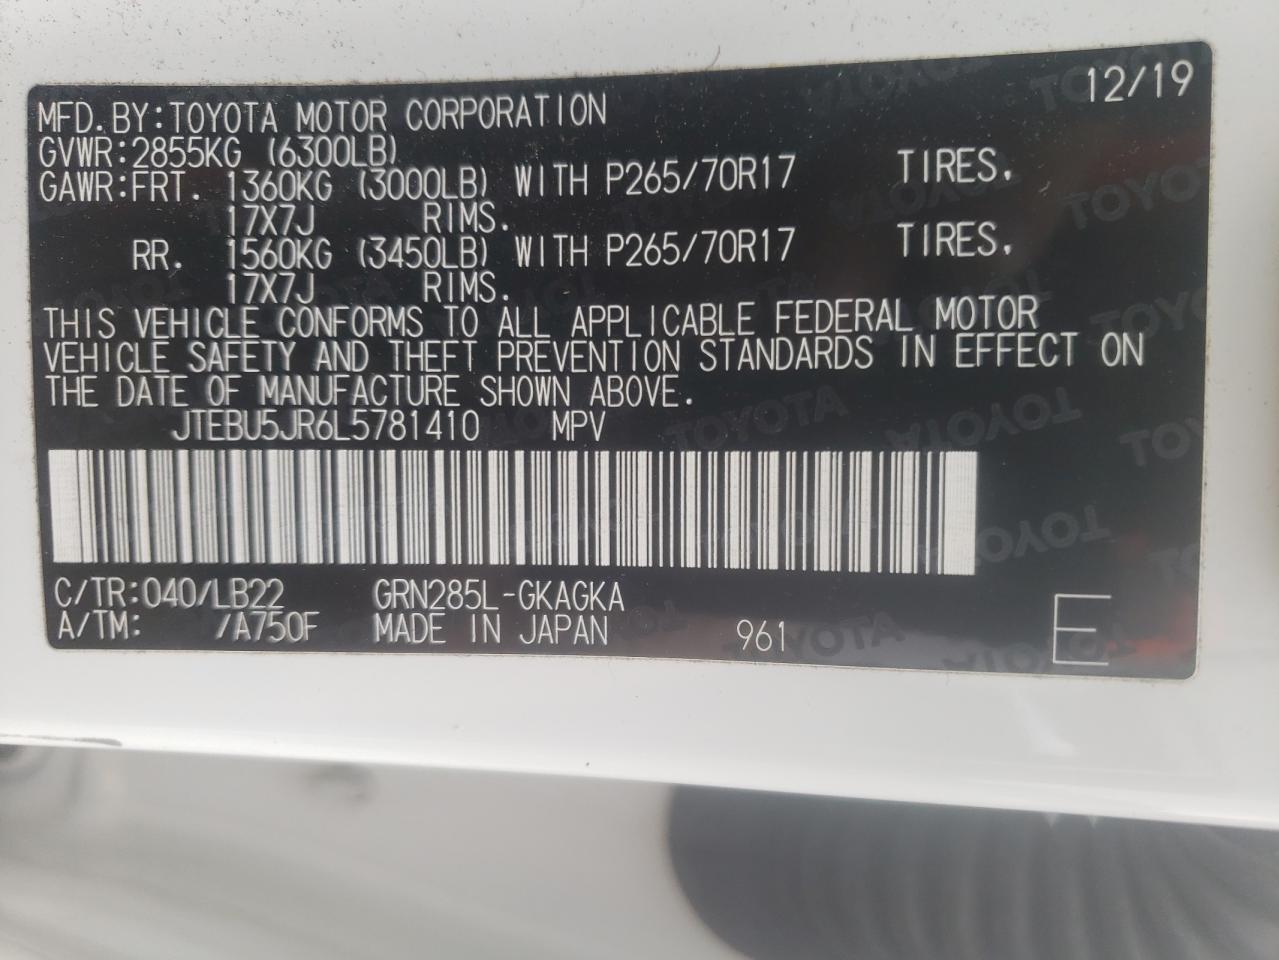 12/19
MFD. BY: TOYOTA MOTOR CORPORATION
GVWR: 2855KG (6300LB)
GAWR: FRT. 1360KG (3000LB) WITH P265/70R17 TIRES,
17X7J RIMS.
RR. 1560KG (3450LB) WITH P265/70R17 TIRES,
17X7J RIMS.
THIS VEHICLE CONFORMS TO ALL APPLICABLE FEDERAL MOTOR
VEHICLE SAFETY AND THEFT PREVENTION STANDARDS IN EFFECT ON
THE DATE OF MANUFACTURE SHOWN ABOVE.
JTEBU5JR6L5781410 MPV
C/TR: 040/LB22 GRN285L-GKAGKA
A/TM: /A750F MADE IN JAPAN 961 E